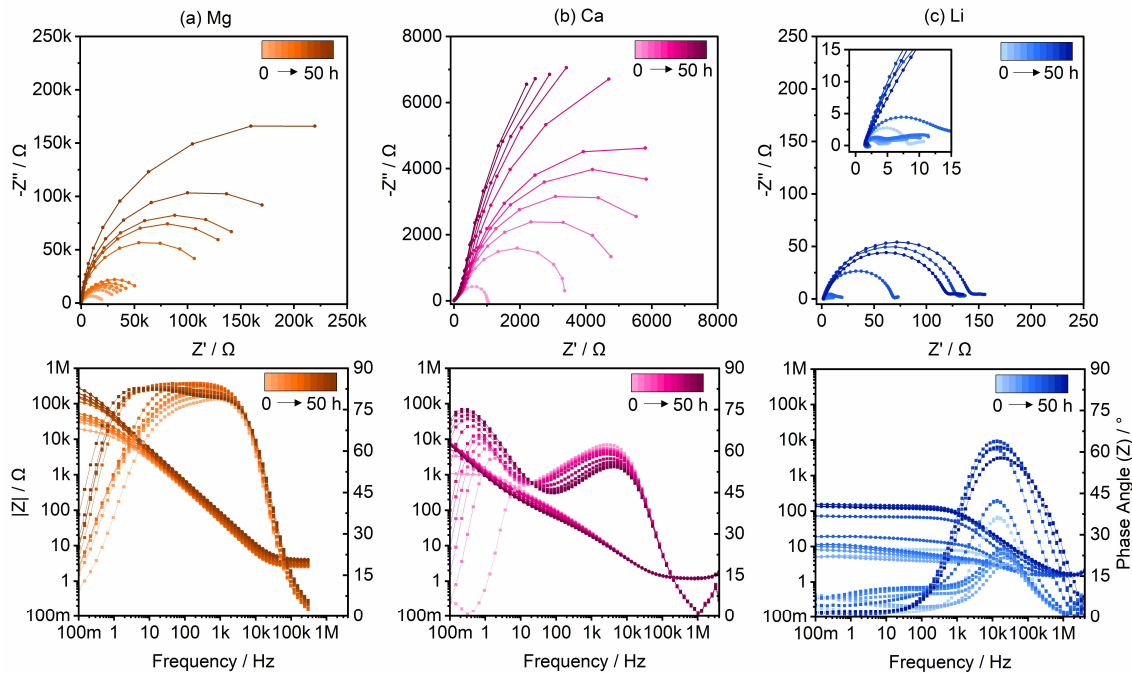 (a) Mg
250k
200k
150k
100k
50k
0
-Z'' / Ω
0 → 50 h
0 50k 100k 150k 200k 250k
Z' / Ω
(b) Ca
8000
6000
4000
2000
0
-Z'' / Ω
0 → 50 h
0 2000 4000 6000 8000
Z' / Ω
(c) Li
250
200
150
100
50
0
-Z'' / Ω
15
10
5
0
0 5 10 15
0 → 50 h
0 50 100 150 200 250
Z' / Ω
1M
100k
10k
1k
100
10
1
100m
|Z| / Ω
0 → 50 h
90
75
60
45
30
15
0
100m 1 10 100 1k 10k 100k 1M
Frequency / Hz
1M
100k
10k
1k
100
10
1
100m
0 → 50 h
90
75
60
45
30
15
0
100m 1 10 100 1k 10k 100k 1M
Frequency / Hz
1M
100k
10k
1k
100
10
1
100m
0 → 50 h
90
75
60
45
30
15
0
Phase Angle (Z) / °
100m 1 10 100 1k 10k 100k 1M
Frequency / Hz